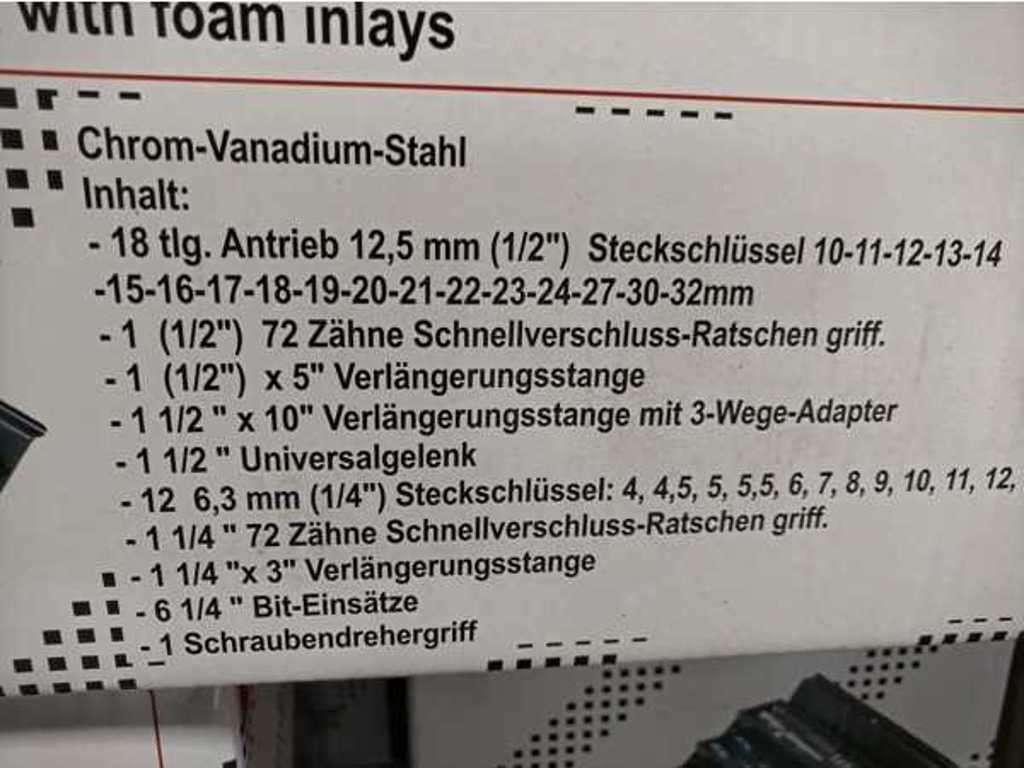 with foam inlays
Chrom-Vanadium-Stahl
Inhalt:
- 18 tlg. Antrieb 12,5 mm (1/2") Steckschlüssel 10-11-12-13-14
-15-16-17-18-19-20-21-22-23-24-27-30-32mm
- 1 (1/2") 72 Zähne Schnellverschluss-Ratschen griff.
- 1 (1/2") x 5" Verlängerungsstange
- 1 1/2 " x 10" Verlängerungsstange mit 3-Wege-Adapter
- 1 1/2 " Universalgelenk
- 12 6,3 mm (1/4") Steckschlüssel: 4, 4,5, 5, 5,5, 6, 7, 8, 9, 10, 11, 12,
- 1 1/4 " 72 Zähne Schnellverschluss-Ratschen griff.
- 1 1/4 "x 3" Verlängerungsstange
- 6 1/4 " Bit-Einsätze
- 1 Schraubendrehergriff